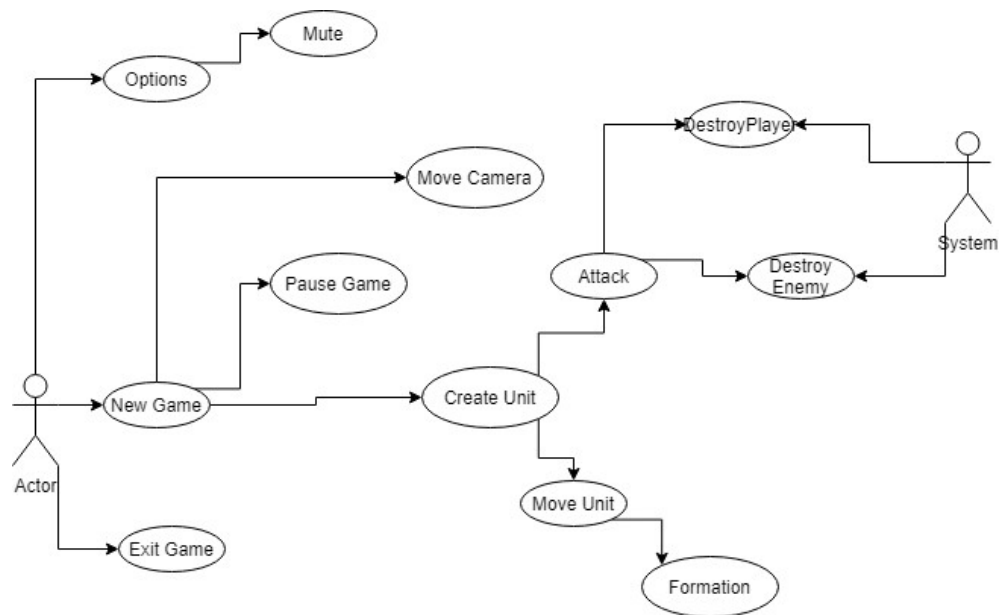 Mute
Options
DestroyPlayer
Move Camera
System
Attack
Destroy
Enemy
Pause Game
New Game
Create Unit
Actor
Move Unit
Exit Game
Formation